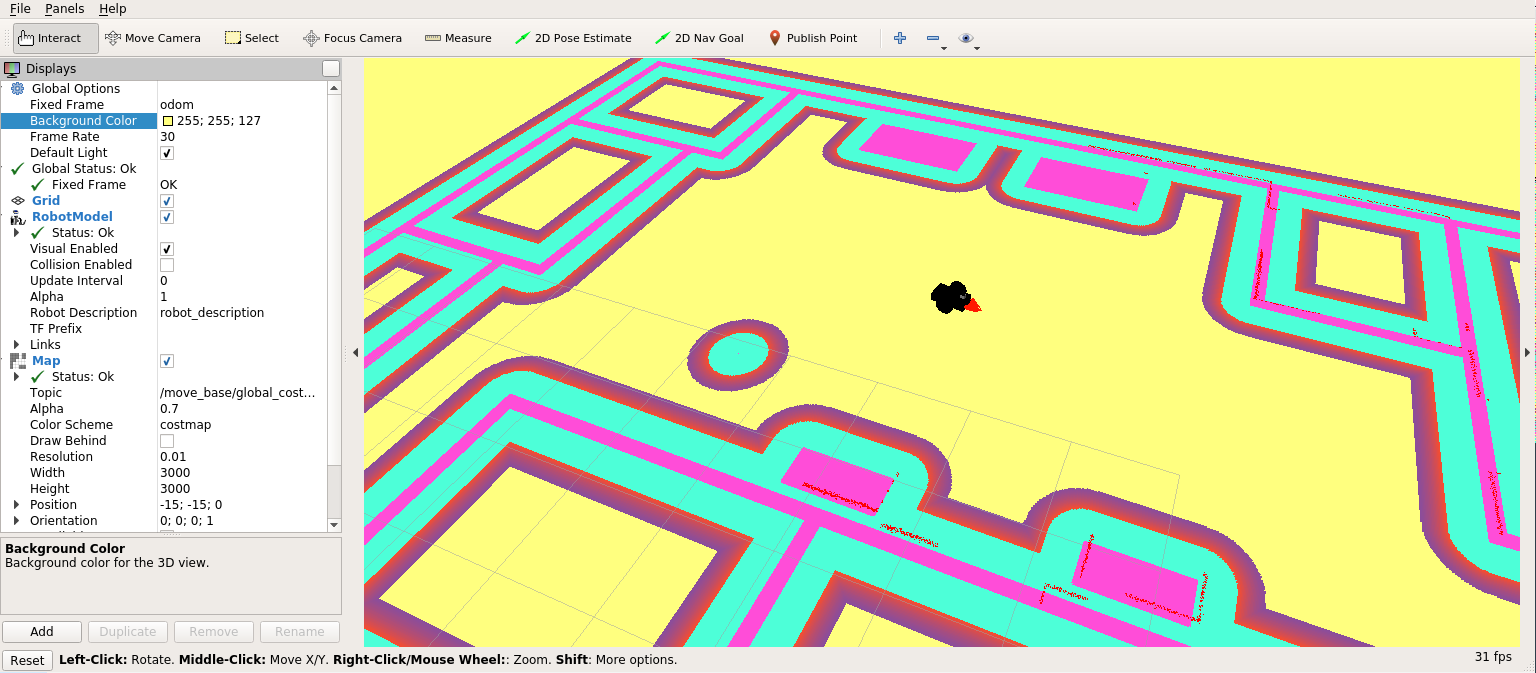 File Panels Help
Interact Move Camera Select Focus Camera Measure 2D Pose Estimate 2D Nav Goal Publish Point
Displays
Global Options
Fixed Frame odom
Background Color 255; 255; 127
Frame Rate 30
Default Light
Global Status: Ok
Fixed Frame OK
Grid
RobotModel
Status: Ok
Visual Enabled
Collision Enabled
Update Interval 0
Alpha 1
Robot Description robot_description
TF Prefix
Links
Map
Status: Ok
Topic /move_base/global_cost...
Alpha 0.7
Color Scheme costmap
Draw Behind
Resolution 0.01
Width 3000
Height 3000
Position -15; -15; 0
Orientation 0; 0; 0; 1
Background Color
Background color for the 3D view.
Add Duplicate Remove Rename
Reset Left-Click: Rotate. Middle-Click: Move X/Y. Right-Click/Mouse Wheel:: Zoom. Shift: More options. 31 fps